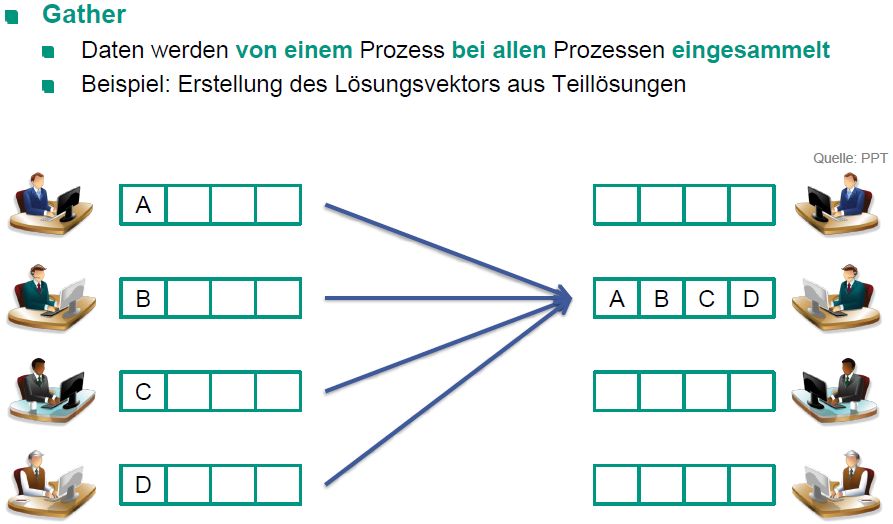 Gather
Daten werden von einem Prozess bei allen Prozessen eingesammelt
Beispiel: Erstellung des Lösungsvektors aus Teillösungen
Quelle: PPT
A
B
A B C D
C
D